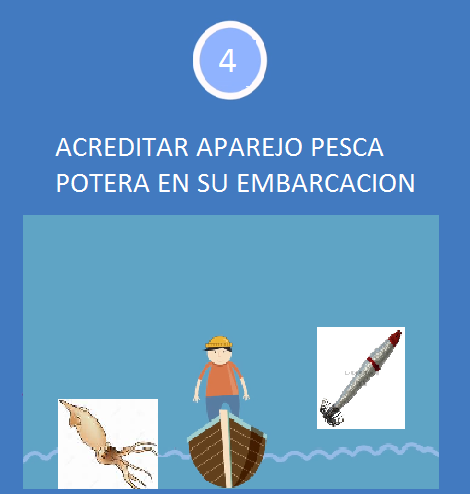 4
ACREDITAR APAREJO PESCA
POTERA EN SU EMBARCACION